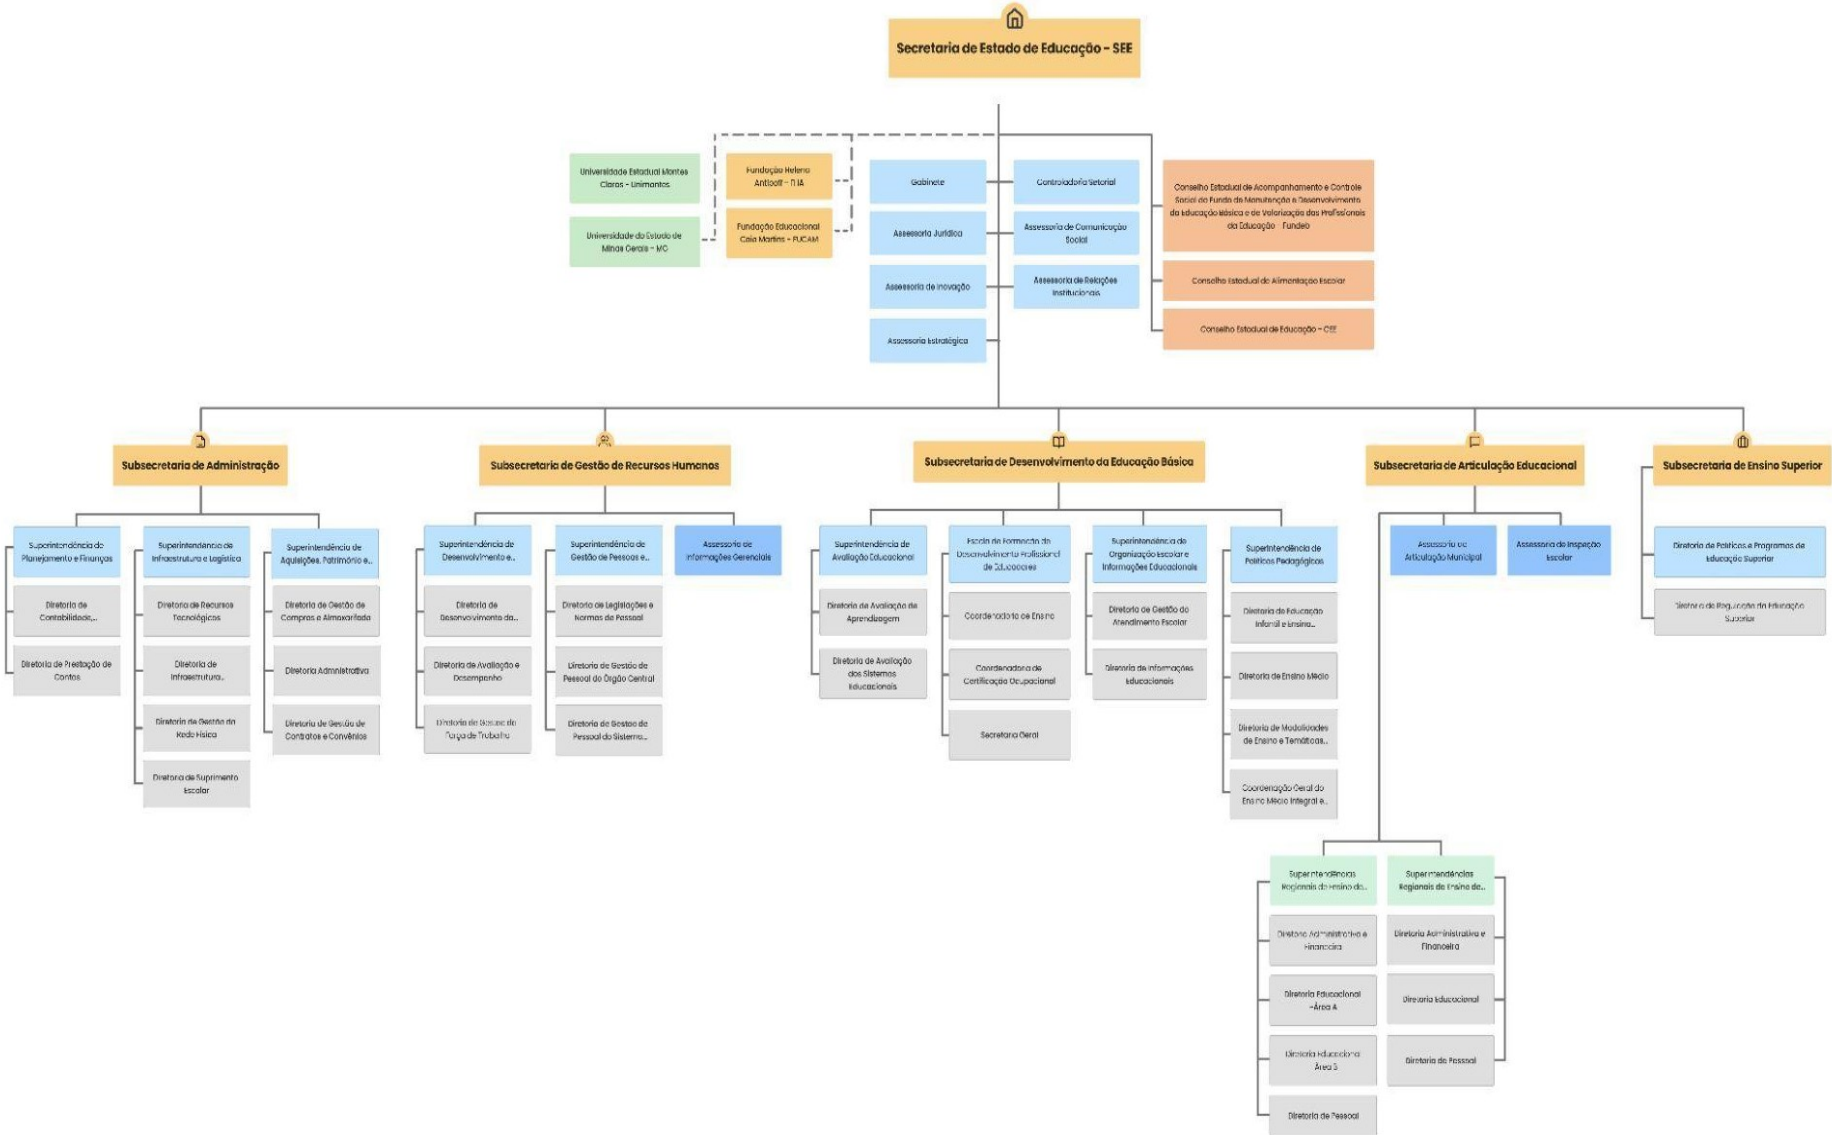 Secretaria de Estado de Educação - SEE
Universidade Estadual Montes
Claros - Unimontes
Universidade do Estado de
Minas Gerais - MG
Fundação Helena
Antipoff -
Fundação Educacional
Caio Martins - FUCAM
Gabinete
Controladoria Setorial
Assessoria Jurídica
Assessoria de Comunicação
Social
Assessoria de Inovação
Assessoria de Relações
Institucionais
Assessoria Estratégica
Conselho Estadual de Acompanhamento e Controle
Social do Fundo de Manutenção e Desenvolvimento
da Educação Básica e de Valorização dos Profissionais
da Educação Fundeb
Conselho Estadual de Alimentação Escolar
Conselho Estadual de Educação - CEE
Subsecretaria de Administração
Superintendência de
Planejamento e Finanças
Diretoria de
Contabilidade,...
Diretoria de Prestação de
Contas
Superintendência de
Infraestrutura e Logística
Diretoria de Recursos
Tecnológicos
Diretoria de
Infraestrutura...
Diretoria de Gestão da
Rede Física
Diretoria de Suprimento
Escolar
Superintendência de
Aquisições, Patrimônio e...
Diretoria de Gestão de
Compras e Almoxarifado
Diretoria Administrativa
Diretoria de Gestão de
Contratos e Convênios
Subsecretaria de Gestão de Recursos Humanos
Superintendência de
Desenvolvimento e...
Diretoria de
Desenvolvimento da...
Diretoria de Avaliação e
Desempenho
Diretoria de Gestão da
Força de Trabalho
Superintendência de
Gestão de Pessoas e...
Diretoria de Legislações e
Normas de Pessoal
Diretoria de Gestão de
Pessoal do Órgão Central
Diretoria de Gestão de
Pessoal do Sistema...
Assessoria de
Informações Gerenciais
Subsecretaria de Desenvolvimento da Educação Básica
Superintendência de
Avaliação Educacional
Diretoria de Avaliação de
Aprendizagem
Diretoria de Avaliação
dos Sistemas
Educacionais
Escola de Formação de
Desenvolvimento Profissional
de Educadores
Coordenadoria de Ensino
Coordenadoria de
Certificação Ocupacional
Secretaria Geral
Superintendência de
Organização Escolar e
Informações Educacionais
Diretoria de Gestão do
Atendimento Escolar
Diretoria de Informações
Educacionais
Superintendência de
Políticas Pedagógicas
Diretoria de Educação
Infantil e Ensino...
Diretoria de Ensino Médio
Diretoria de Modalidades
de Ensino e Temáticas...
Coordenação Geral do
Ensino Médio Integral e...
Subsecretaria de Articulação Educacional
Assessoria de
Articulação Municipal
Assessoria de Inspeção
Escolar
Superintendências
Regionais de Ensino de...
Diretoria Administrativa e
Financeira
Diretoria Educacional
-Área A
Diretoria Educacional
Área B
Diretoria de Pessoal
Superintendências
Regionais de Ensino de...
Diretoria Administrativa e
Financeira
Diretoria Educacional
Diretoria de Pessoal
Subsecretaria de Ensino Superior
Diretoria de Políticas e Programas de
Educação Superior
Diretoria de Regulação da Educação
Superior